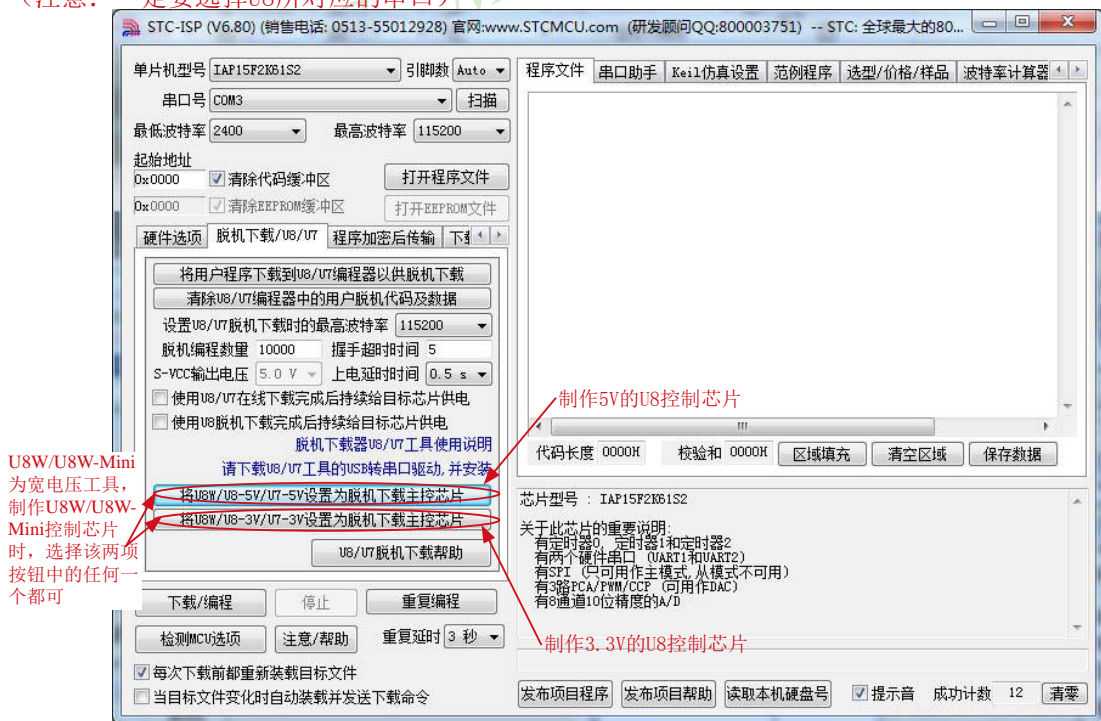 （注意：一定要选择U8所对应的串口）
STC-ISP (V6.80) (销售电话: 0513-55012928) 官网:www.STCMCU.com (研发顾问QQ:800003751) -- STC: 全球最大的80...
单片机型号 IAP15F2K61S2 引脚数 Auto
串口号 COM3 扫描
最低波特率 2400 最高波特率 115200
起始地址
0x0000 清除代码缓冲区 打开程序文件
0x0000 清除EEPROM缓冲区 打开EEPROM文件
硬件选项 脱机下载/U8/U7 程序加密后传输 下载
将用户程序下载到U8/U7编程器以供脱机下载
清除U8/U7编程器中的用户脱机代码及数据
设置U8/U7脱机下载时的最高波特率 115200
脱机编程数量 10000 握手超时时间 5
S-VCC输出电压 5.0 V 上电延时时间 0.5 s
使用U8/U7在线下载完成后持续给目标芯片供电
使用U8脱机下载完成后持续给目标芯片供电
脱机下载器U8/U7工具使用说明
请下载U8/U7工具的USB转串口驱动,并安装
将U8W/U8-5V/U7-5V设置为脱机下载主控芯片
将U8W/U8-3V/U7-3V设置为脱机下载主控芯片
U8/U7脱机下载帮助
下载/编程 停止 重复编程
检测MCU选项 注意/帮助 重复延时 3 秒
每次下载前都重新装载目标文件
当目标文件变化时自动装载并发送下载命令
程序文件 串口助手 Keil仿真设置 范例程序 选型/价格/样品 波特率计算器
代码长度 0000H 校验和 0000H 区域填充 清空区域 保存数据
芯片型号 : IAP15F2K61S2
关于此芯片的重要说明:
有定时器0, 定时器1和定时器2
有两个硬件串口 (UART1和UART2)
有SPI (只可用作主模式,从模式不可用)
有3路PCA/PWM/CCP (可用作DAC)
有8通道10位精度的A/D
发布项目程序 发布项目帮助 读取本机硬盘号 提示音 成功计数 12 清零
制作5V的U8控制芯片
制作3.3V的U8控制芯片
U8W/U8W-Mini
为宽电压工具，
制作U8W/U8W-
Mini控制芯片
时，选择该两项
按钮中的任何一
个都可